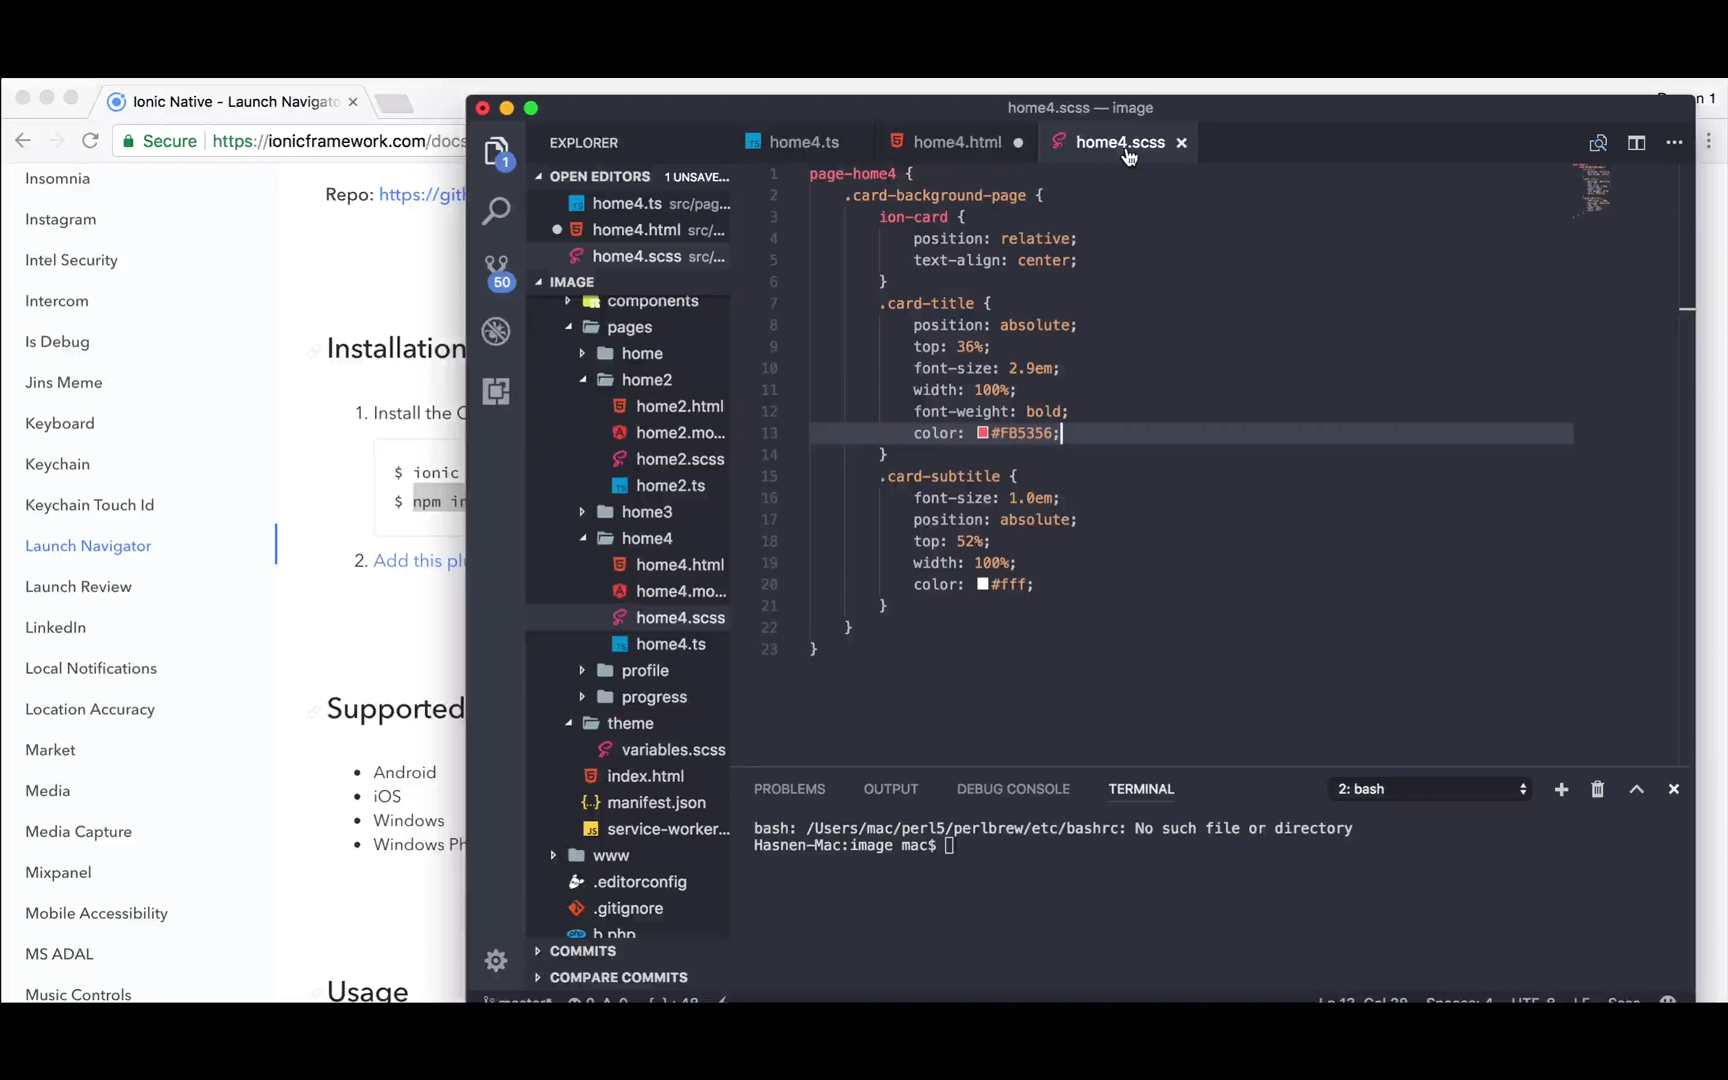 Ionic Native - Launch Navigato
n 1
Secure
https://ionicframework.com/docs
Insomnia
Instagram
Intel Security
Intercom
Is Debug
Jins Meme
Keyboard
Keychain
Keychain Touch Id
Launch Navigator
Launch Review
LinkedIn
Local Notifications
Location Accuracy
Market
Media
Media Capture
Mixpanel
Mobile Accessibility
MS ADAL
Music Controls
Repo: https://gith
Installation
1. Install the C
$ ionic
$ npm in
2. Add this plu
Supported
• Android
• iOS
• Windows
• Windows Ph
Usage
home4.scss — image
1
50
EXPLORER
OPEN EDITORS 1 UNSAVE...
home4.ts src/pag...
home4.html src/...
home4.scss src/...
IMAGE
components
pages
home
home2
home2.html
home2.mo...
home2.scss
home2.ts
home3
home4
home4.html
home4.mo...
home4.scss
home4.ts
profile
progress
theme
variables.scss
index.html
{..} manifest.json
JS service-worker...
www
.editorconfig
.gitignore
php b.php
COMMITS
COMPARE COMMITS
home4.ts
home4.html
home4.scss
1 page-home4 {
2 .card-background-page {
3 ion-card {
4 position: relative;
5 text-align: center;
6 }
7 .card-title {
8 position: absolute;
9 top: 36%;
10 font-size: 2.9em;
11 width: 100%;
12 font-weight: bold;
13 color: #FB5356;
14 }
15 .card-subtitle {
16 font-size: 1.0em;
17 position: absolute;
18 top: 52%;
19 width: 100%;
20 color: #fff;
21 }
22 }
23 }
PROBLEMS OUTPUT DEBUG CONSOLE TERMINAL
2: bash
bash: /Users/mac/perl5/perlbrew/etc/bashrc: No such file or directory
Hasnen-Mac:image mac$